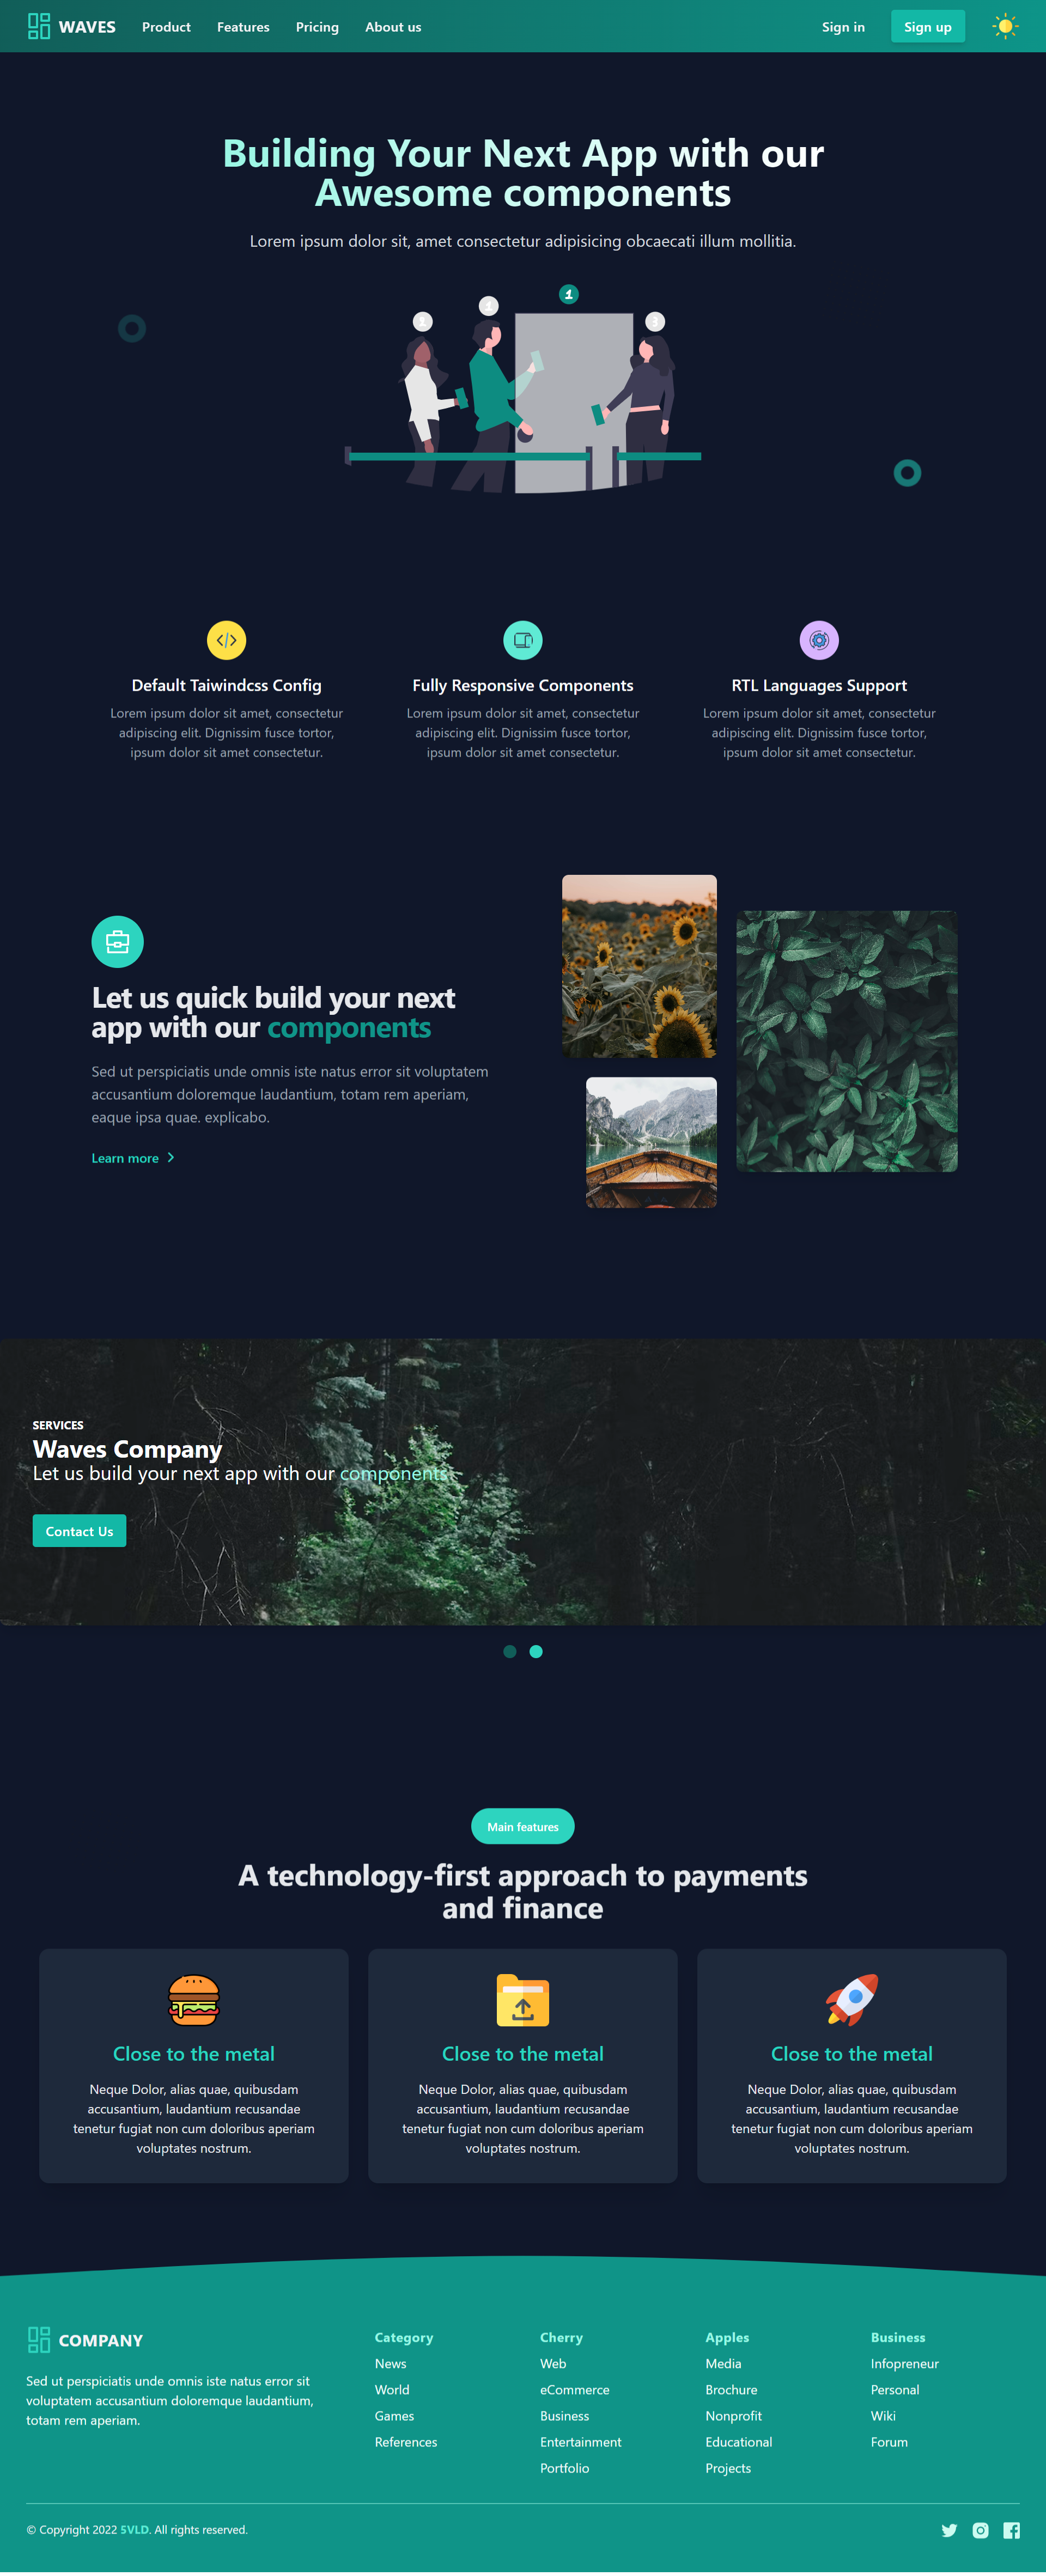 WAVES Product Features Pricing About us Sign in Sign up
Building Your Next App with our
Awesome components
Lorem ipsum dolor sit, amet consectetur adipisicing obcaecati illum mollitia.
1
Default Taiwindcss Config
Lorem ipsum dolor sit amet, consectetur
adipiscing elit. Dignissim fusce tortor,
ipsum dolor sit amet consectetur.
Fully Responsive Components
Lorem ipsum dolor sit amet, consectetur
adipiscing elit. Dignissim fusce tortor,
ipsum dolor sit amet consectetur.
RTL Languages Support
Lorem ipsum dolor sit amet, consectetur
adipiscing elit. Dignissim fusce tortor,
ipsum dolor sit amet consectetur.
Let us quick build your next
app with our components
Sed ut perspiciatis unde omnis iste natus error sit voluptatem
accusantium doloremque laudantium, totam rem aperiam,
eaque ipsa quae. explicabo.
Learn more
SERVICES
Waves Company
Let us build your next app with our components
Contact Us
Main features
A technology-first approach to payments
and finance
Close to the metal
Neque Dolor, alias quae, quibusdam
accusantium, laudantium recusandae
tenetur fugiat non cum doloribus aperiam
voluptates nostrum.
Close to the metal
Neque Dolor, alias quae, quibusdam
accusantium, laudantium recusandae
tenetur fugiat non cum doloribus aperiam
voluptates nostrum.
Close to the metal
Neque Dolor, alias quae, quibusdam
accusantium, laudantium recusandae
tenetur fugiat non cum doloribus aperiam
voluptates nostrum.
COMPANY
Sed ut perspiciatis unde omnis iste natus error sit
voluptatem accusantium doloremque laudantium,
totam rem aperiam.
Category
News
World
Games
References
Cherry
Web
eCommerce
Business
Entertainment
Portfolio
Apples
Media
Brochure
Nonprofit
Educational
Projects
Business
Infopreneur
Personal
Wiki
Forum
© Copyright 2022 5VLD. All rights reserved.